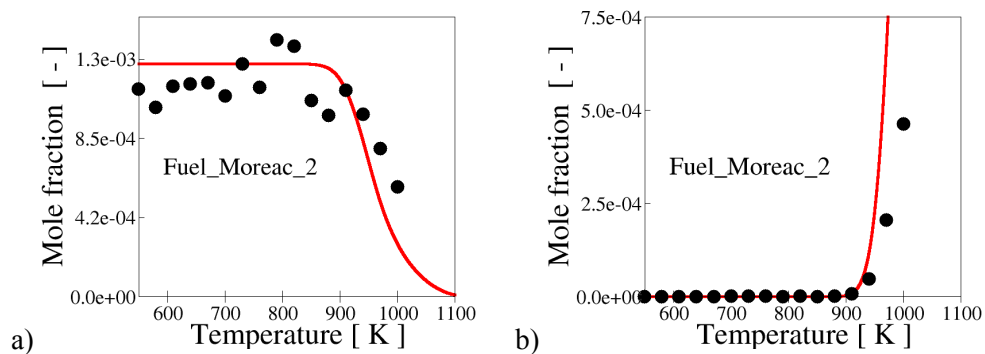 Mole fraction [ - ]
1.3e-03
8.5e-04
4.2e-04
0.0e+00
Fuel_Moreac_2
600 700 800 900 1000 1100
Temperature [ K ]
a)
Mole fraction [ - ]
7.5e-04
5.0e-04
2.5e-04
0.0e+00
Fuel_Moreac_2
600 700 800 900 1000 1100
Temperature [ K ]
b)